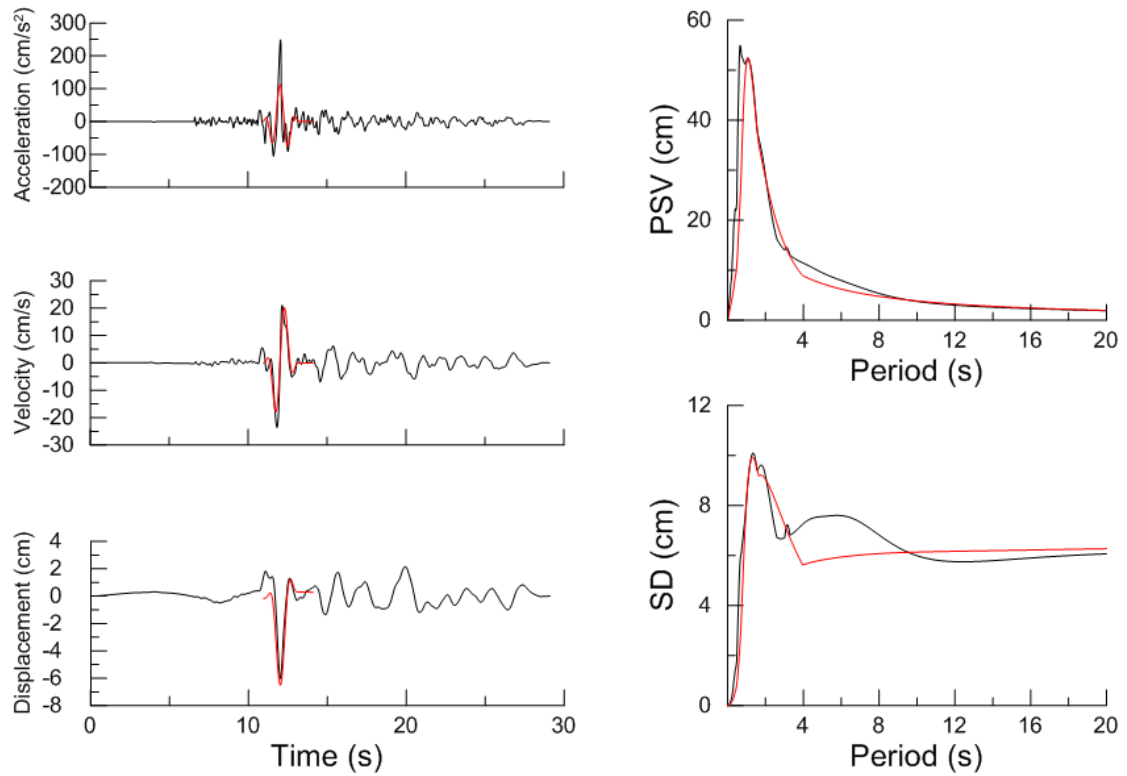 Acceleration (cm/s²)
300
200
100
0
-100
-200
Velocity (cm/s)
30
20
10
0
-10
-20
-30
Displacement (cm)
4
2
0
-2
-4
-6
-8
0 10 20 30
Time (s)
PSV (cm)
60
40
20
0
0 4 8 12 16 20
Period (s)
SD (cm)
12
8
4
0
0 4 8 12 16 20
Period (s)